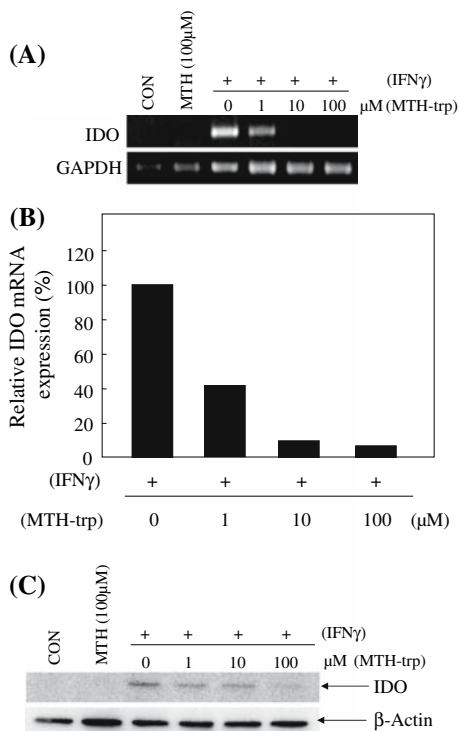 (A)
CON
MTH (100μM)
+ + + + (IFNγ)
0 1 10 100 μM (MTH-trp)
IDO
GAPDH
(B)
Relative IDO mRNA
expression (%)
120
100
80
60
40
20
0
(IFNγ) + + + +
(MTH-trp) 0 1 10 100 (μM)
(C)
CON
MTH (100μM)
+ + + + (IFNγ)
0 1 10 100 μM (MTH-trp)
IDO
β-Actin